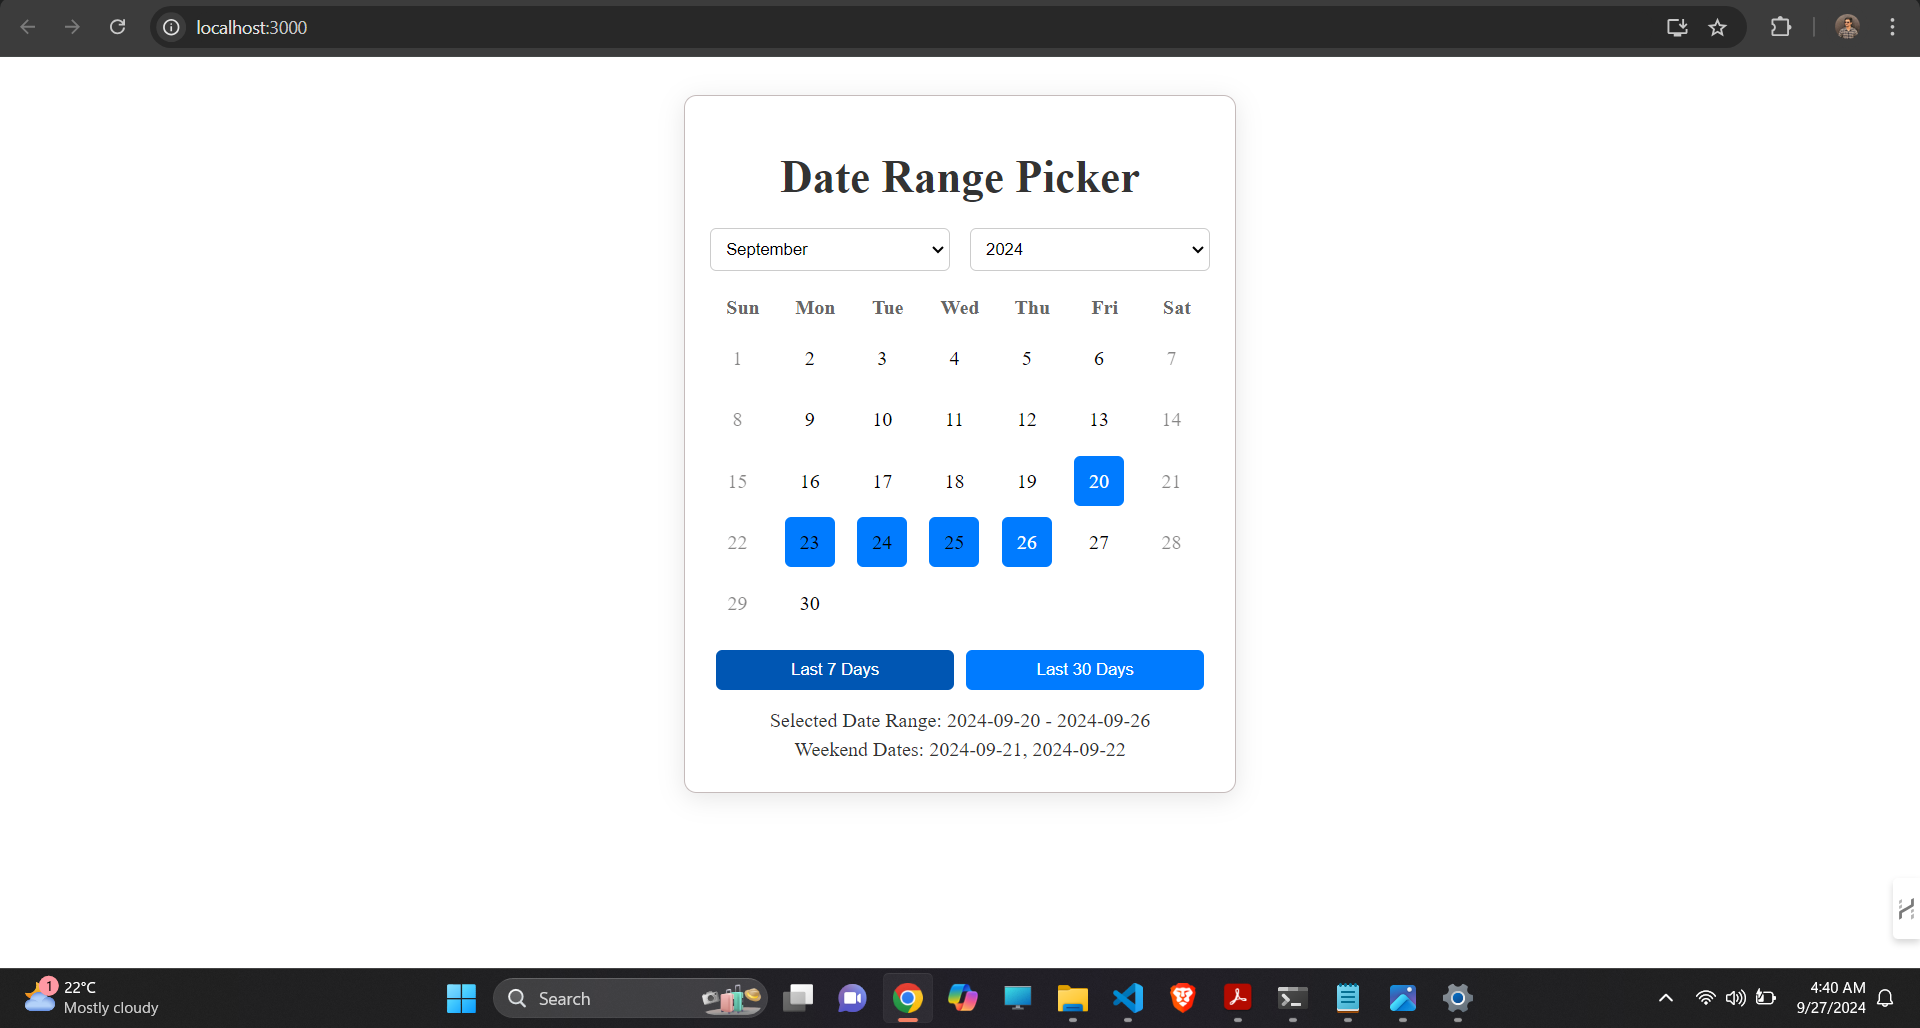 localhost:3000
Date Range Picker
September 2024
Sun Mon Tue Wed Thu Fri Sat
1 2 3 4 5 6 7
8 9 10 11 12 13 14
15 16 17 18 19 20 21
22 23 24 25 26 27 28
29 30
Last 7 Days Last 30 Days
Selected Date Range: 2024-09-20 - 2024-09-26
Weekend Dates: 2024-09-21, 2024-09-22
1
22°C
Mostly cloudy
Search
4:40 AM
9/27/2024